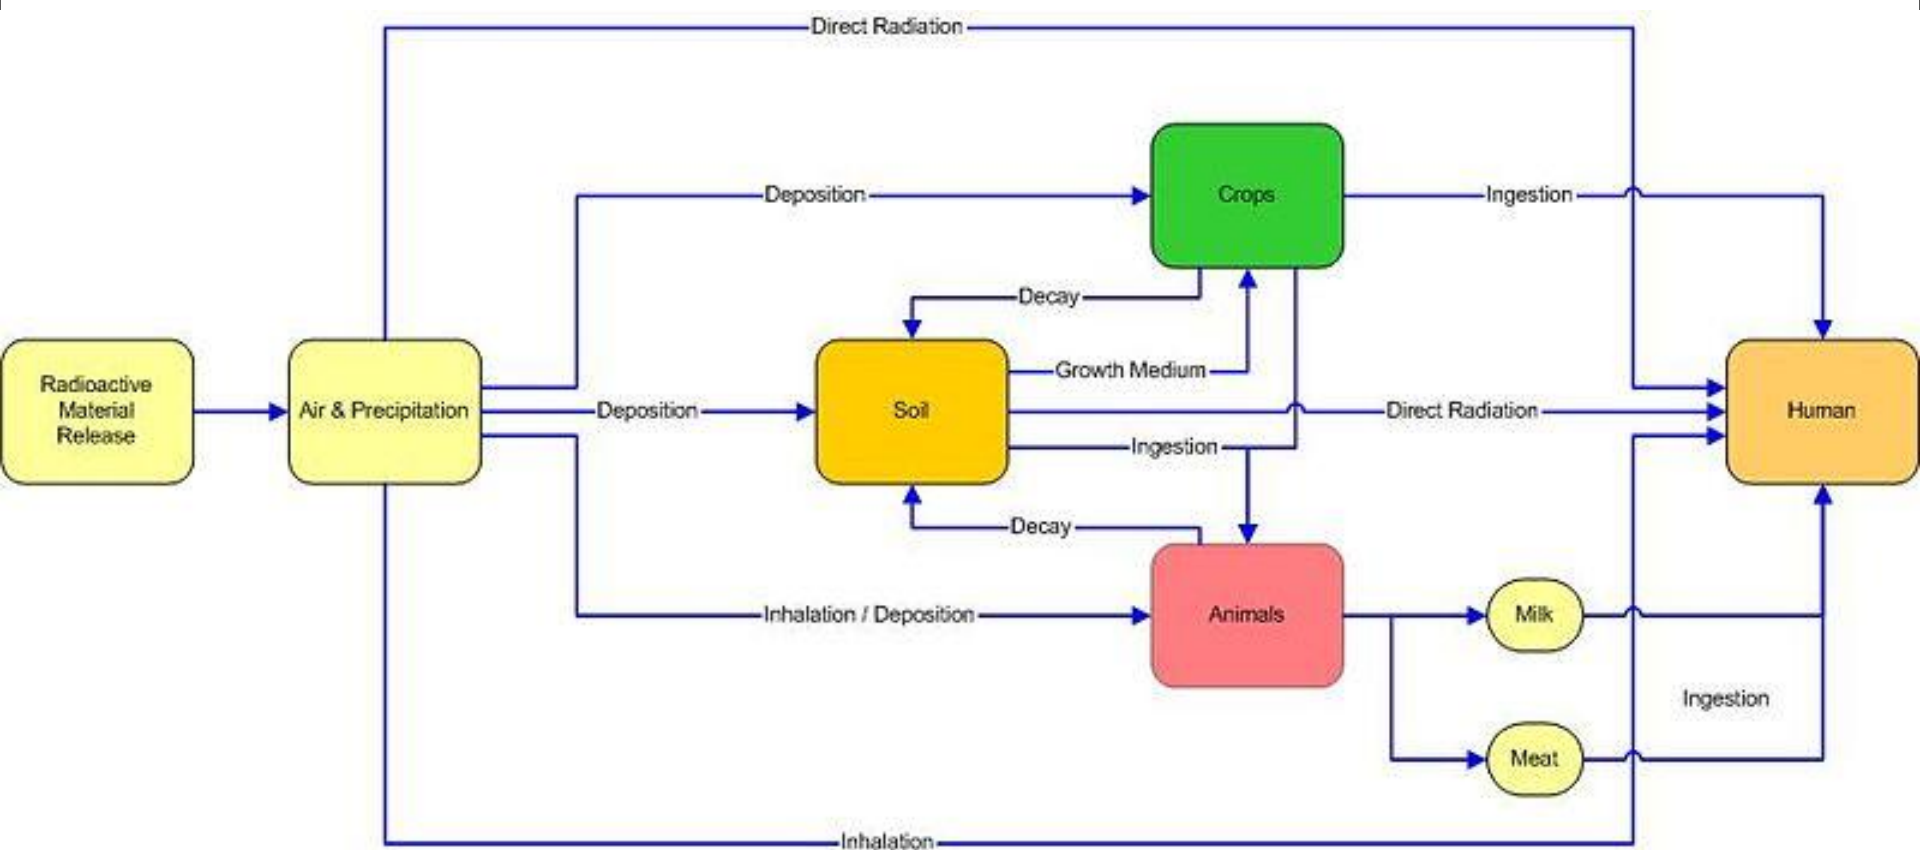 Direct Radiation
Deposition
Crops
Ingestion
Decay
Radioactive
Material
Release
Air & Precipitation
Deposition
Soil
Growth Medium
Direct Radiation
Human
Ingestion
Decay
Inhalation / Deposition
Animals
Milk
Ingestion
Meat
Inhalation